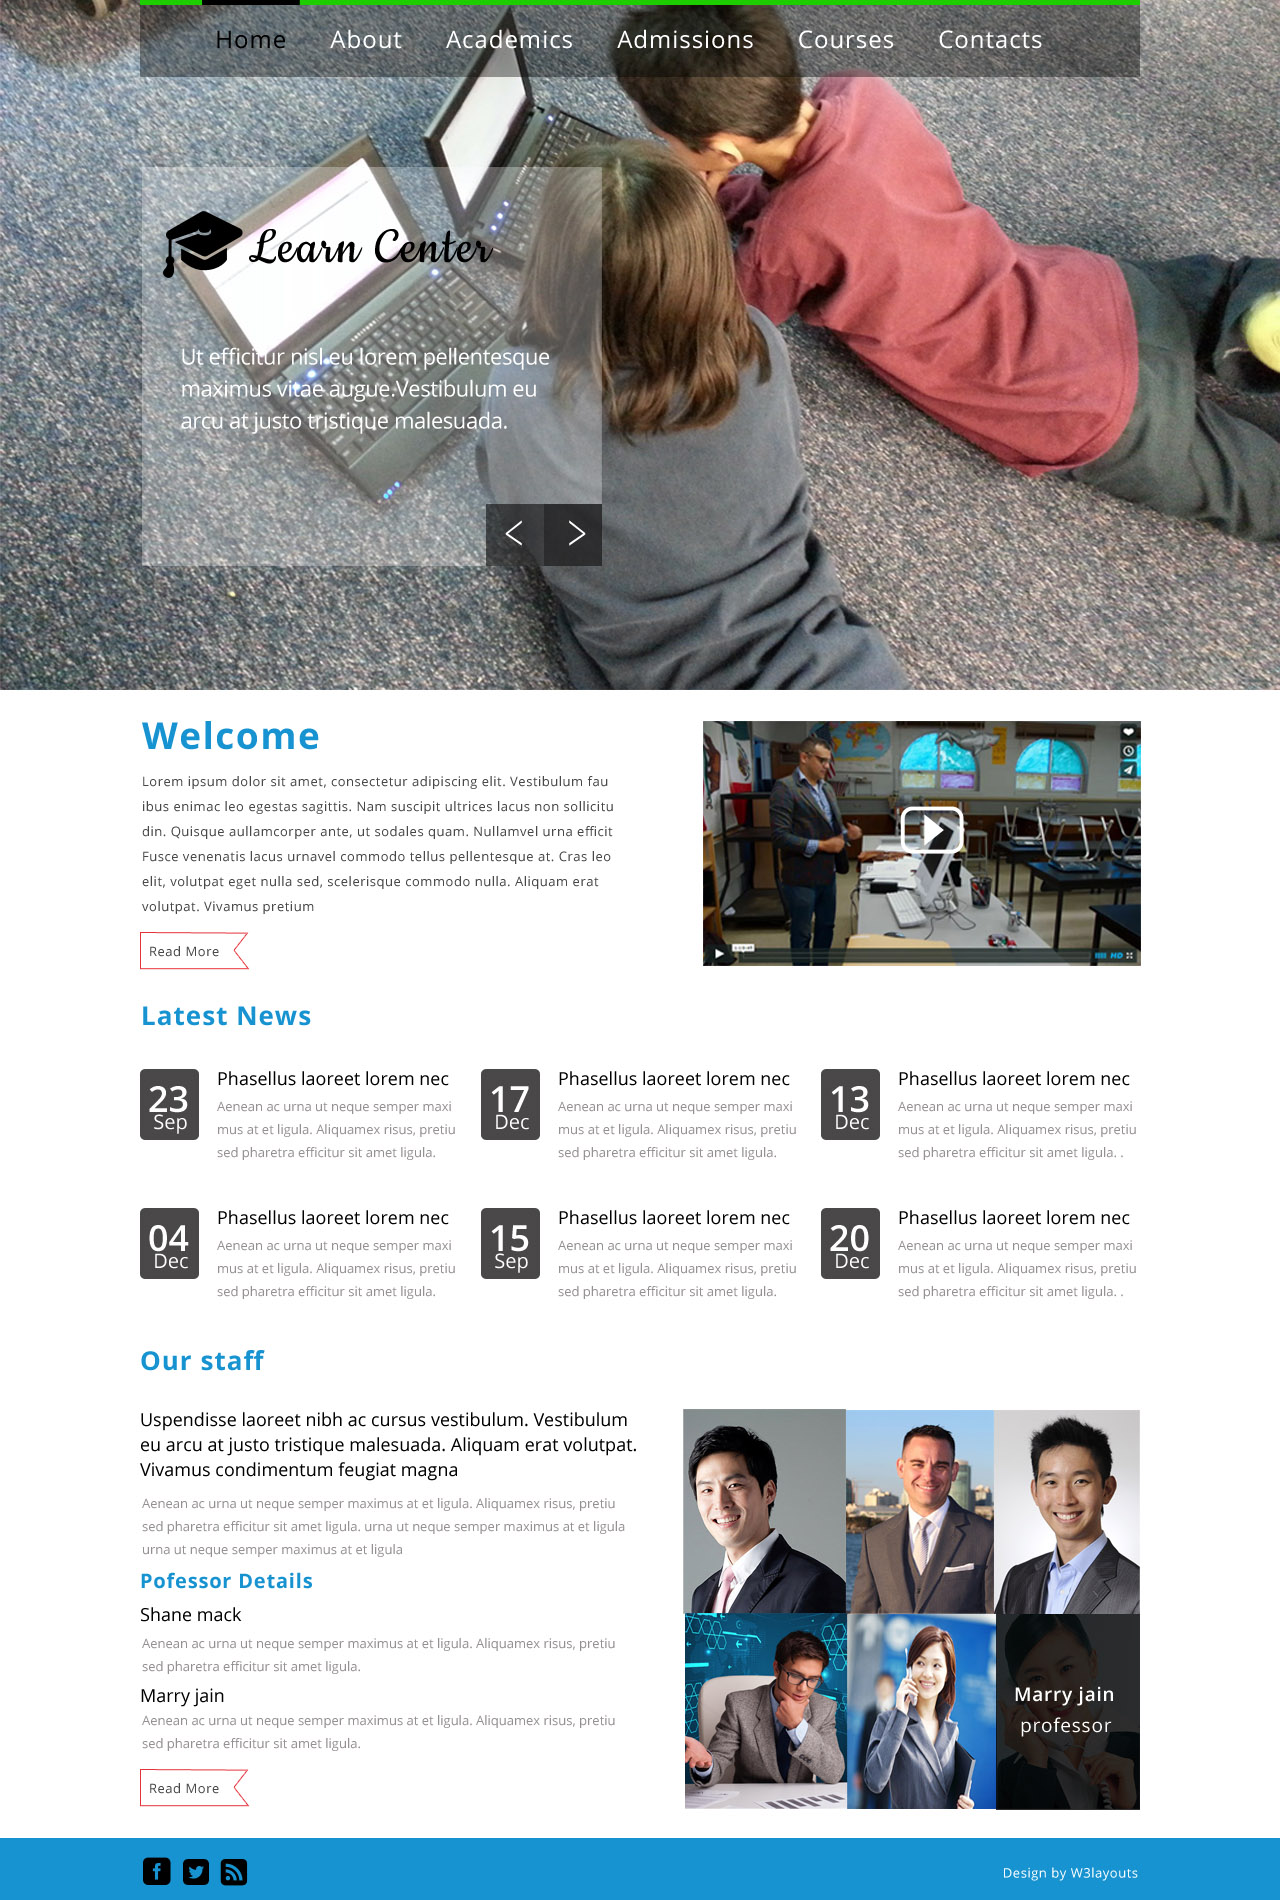 Home About Academics Admissions Courses Contacts
Learn Center
Ut efficitur nisl eu lorem pellentesque
maximus vitae augue.Vestibulum eu
arcu at justo tristique malesuada.
Welcome
Lorem ipsum dolor sit amet, consectetur adipiscing elit. Vestibulum fau
ibus enimac leo egestas sagittis. Nam suscipit ultrices lacus non sollicitu
din. Quisque aullamcorper ante, ut sodales quam. Nullamvel urna efficit
Fusce venenatis lacus urnavel commodo tellus pellentesque at. Cras leo
elit, volutpat eget nulla sed, scelerisque commodo nulla. Aliquam erat
volutpat. Vivamus pretium
Read More
HD
Latest News
23
Sep
Phasellus laoreet lorem nec
Aenean ac urna ut neque semper maxi
mus at et ligula. Aliquamex risus, pretiu
sed pharetra efficitur sit amet ligula.
17
Dec
Phasellus laoreet lorem nec
Aenean ac urna ut neque semper maxi
mus at et ligula. Aliquamex risus, pretiu
sed pharetra efficitur sit amet ligula.
13
Dec
Phasellus laoreet lorem nec
Aenean ac urna ut neque semper maxi
mus at et ligula. Aliquamex risus, pretiu
sed pharetra efficitur sit amet ligula. .
04
Dec
Phasellus laoreet lorem nec
Aenean ac urna ut neque semper maxi
mus at et ligula. Aliquamex risus, pretiu
sed pharetra efficitur sit amet ligula.
15
Sep
Phasellus laoreet lorem nec
Aenean ac urna ut neque semper maxi
mus at et ligula. Aliquamex risus, pretiu
sed pharetra efficitur sit amet ligula.
20
Dec
Phasellus laoreet lorem nec
Aenean ac urna ut neque semper maxi
mus at et ligula. Aliquamex risus, pretiu
sed pharetra efficitur sit amet ligula. .
Our staff
Uspendisse laoreet nibh ac cursus vestibulum. Vestibulum
eu arcu at justo tristique malesuada. Aliquam erat volutpat.
Vivamus condimentum feugiat magna
Aenean ac urna ut neque semper maximus at et ligula. Aliquamex risus, pretiu
sed pharetra efficitur sit amet ligula. urna ut neque semper maximus at et ligula
urna ut neque semper maximus at et ligula
Pofessor Details
Shane mack
Aenean ac urna ut neque semper maximus at et ligula. Aliquamex risus, pretiu
sed pharetra efficitur sit amet ligula.
Marry jain
Aenean ac urna ut neque semper maximus at et ligula. Aliquamex risus, pretiu
sed pharetra efficitur sit amet ligula.
Read More
Marry jain
professor
Design by W3layouts